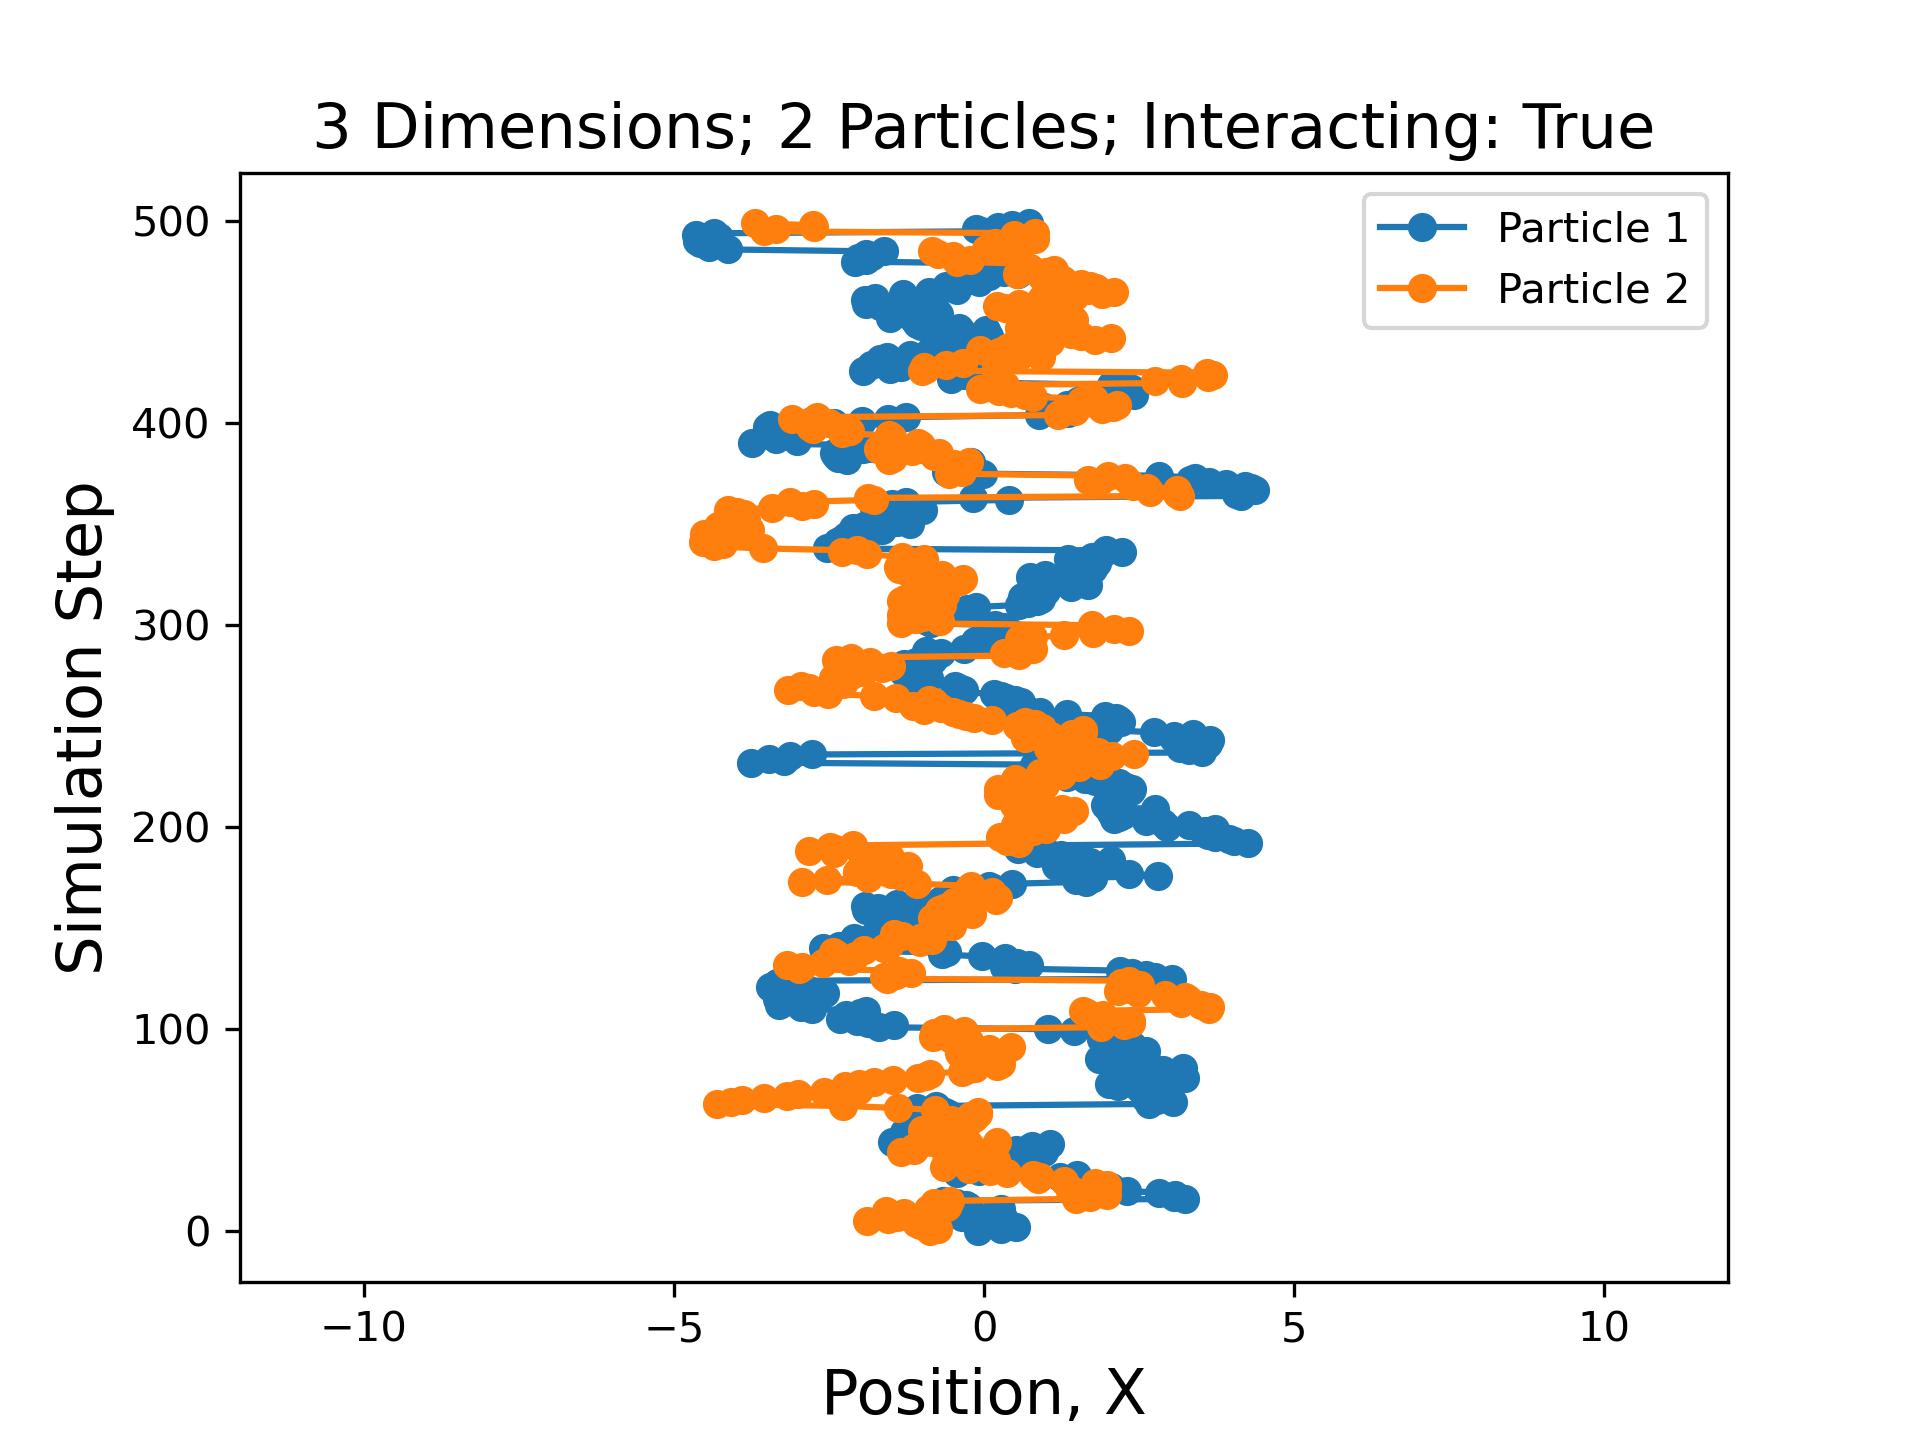 3 Dimensions; 2 Particles; Interacting: True
Particle 1
Particle 2
500
400
300
200
100
0
Simulation Step
−10
−5
0
5
10
Position, X